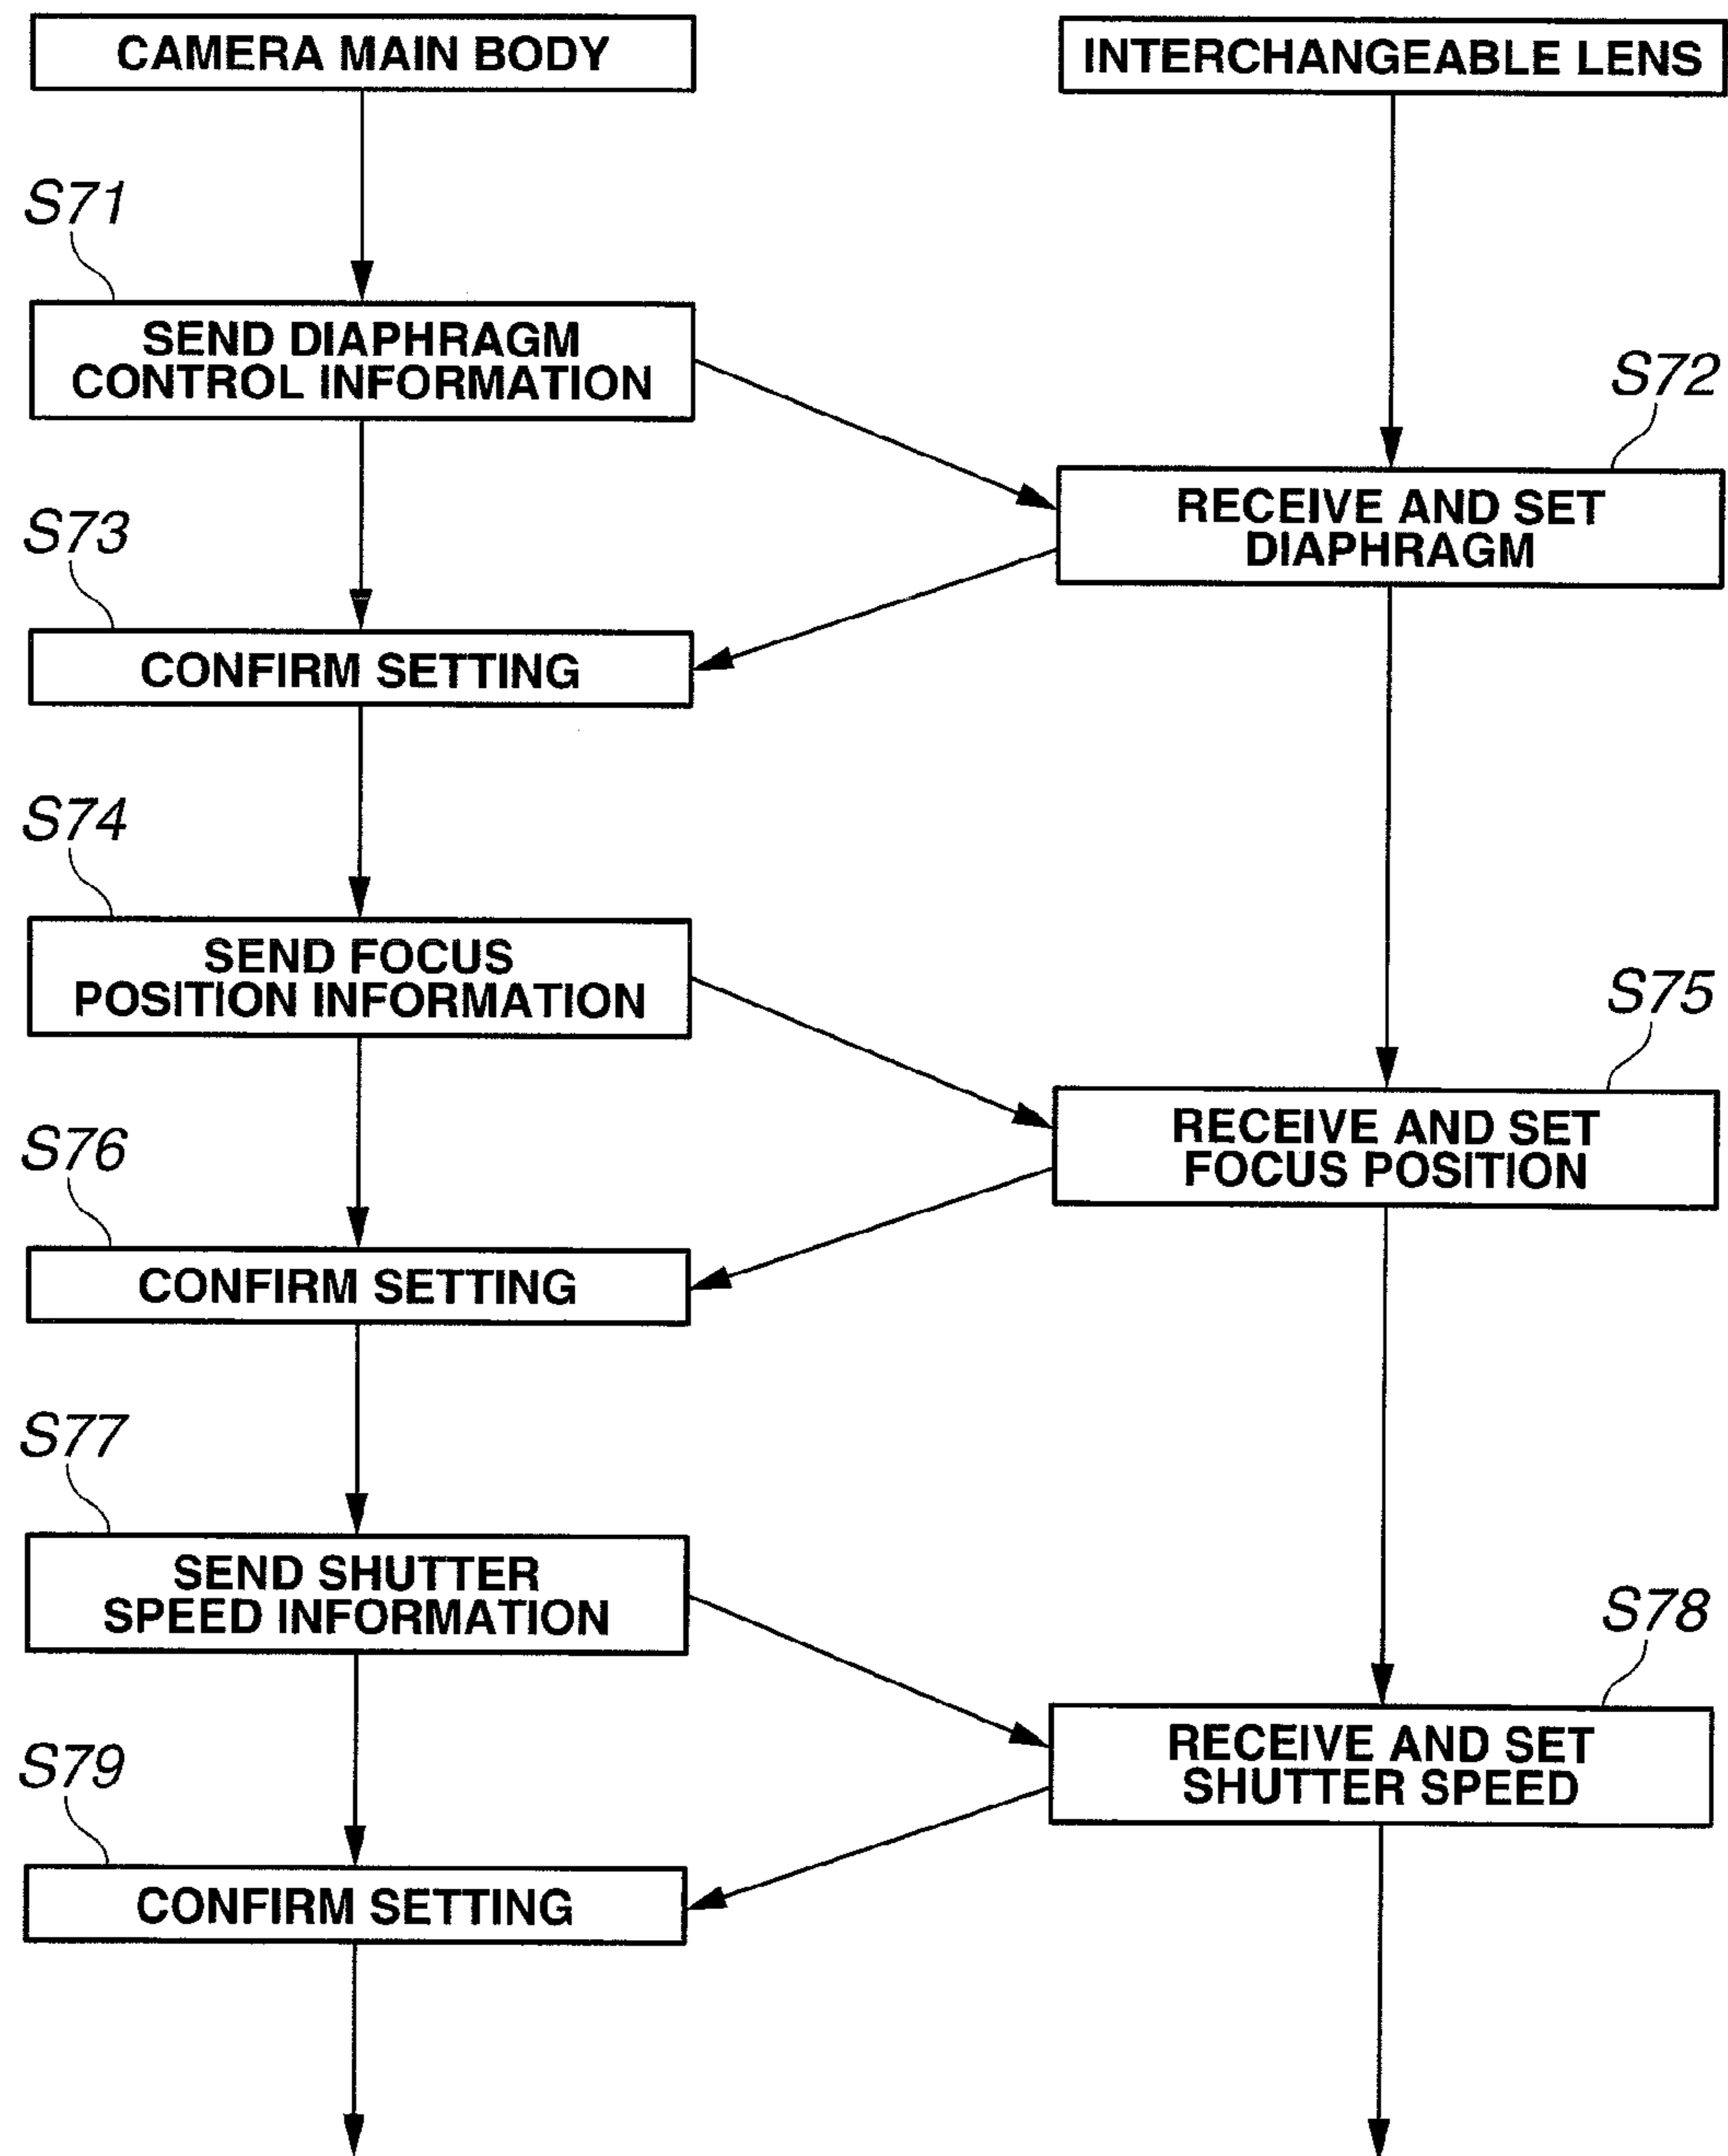 CAMERA MAIN BODY
INTERCHANGEABLE LENS
S71
SEND DIAPHRAGM
CONTROL INFORMATION
S72
RECEIVE AND SET
DIAPHRAGM
S73
CONFIRM SETTING
S74
SEND FOCUS
POSITION INFORMATION
S75
RECEIVE AND SET
FOCUS POSITION
S76
CONFIRM SETTING
S77
SEND SHUTTER
SPEED INFORMATION
S78
RECEIVE AND SET
SHUTTER SPEED
S79
CONFIRM SETTING